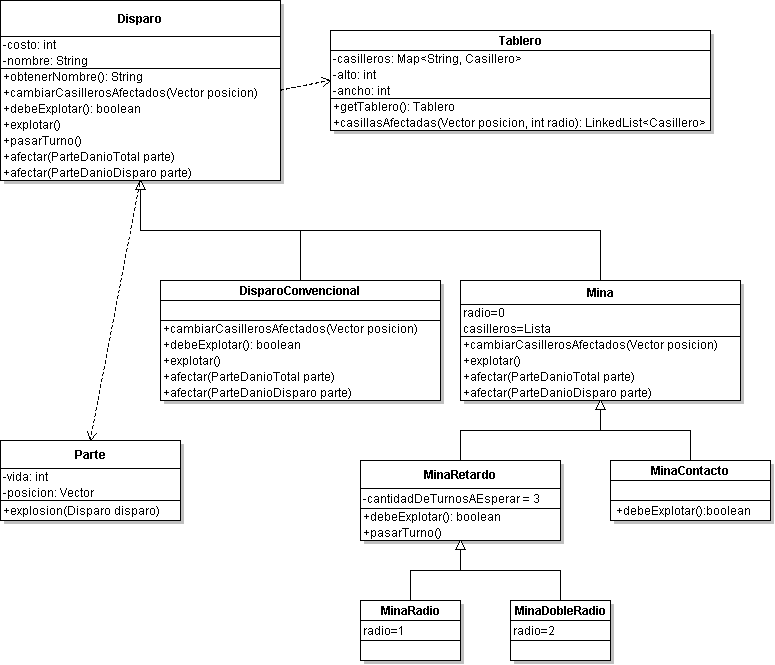 Disparo
-costo: int
-nombre: String
+obtenerNombre(): String
+cambiarCasillerosAfectados(Vector posicion)
+debeExplotar(): boolean
+explotar()
+pasarTurno()
+afectar(ParteDanioTotal parte)
+afectar(ParteDanioDisparo parte)
Tablero
-casilleros: Map<String, Casillero>
-alto: int
-ancho: int
+getTablero(): Tablero
+casillasAfectadas(Vector posicion, int radio): LinkedList<Casillero>
DisparoConvencional
+cambiarCasillerosAfectados(Vector posicion)
+debeExplotar(): boolean
+explotar()
+afectar(ParteDanioTotal parte)
+afectar(ParteDanioDisparo parte)
Mina
radio=0
casilleros=Lista
+cambiarCasillerosAfectados(Vector posicion)
+explotar()
+afectar(ParteDanioTotal parte)
+afectar(ParteDanioDisparo parte)
Parte
-vida: int
-posicion: Vector
+explosion(Disparo disparo)
MinaRetardo
-cantidadDeTurnosAEsperar = 3
+debeExplotar(): boolean
+pasarTurno()
MinaContacto
+debeExplotar():boolean
MinaRadio
radio=1
MinaDobleRadio
radio=2